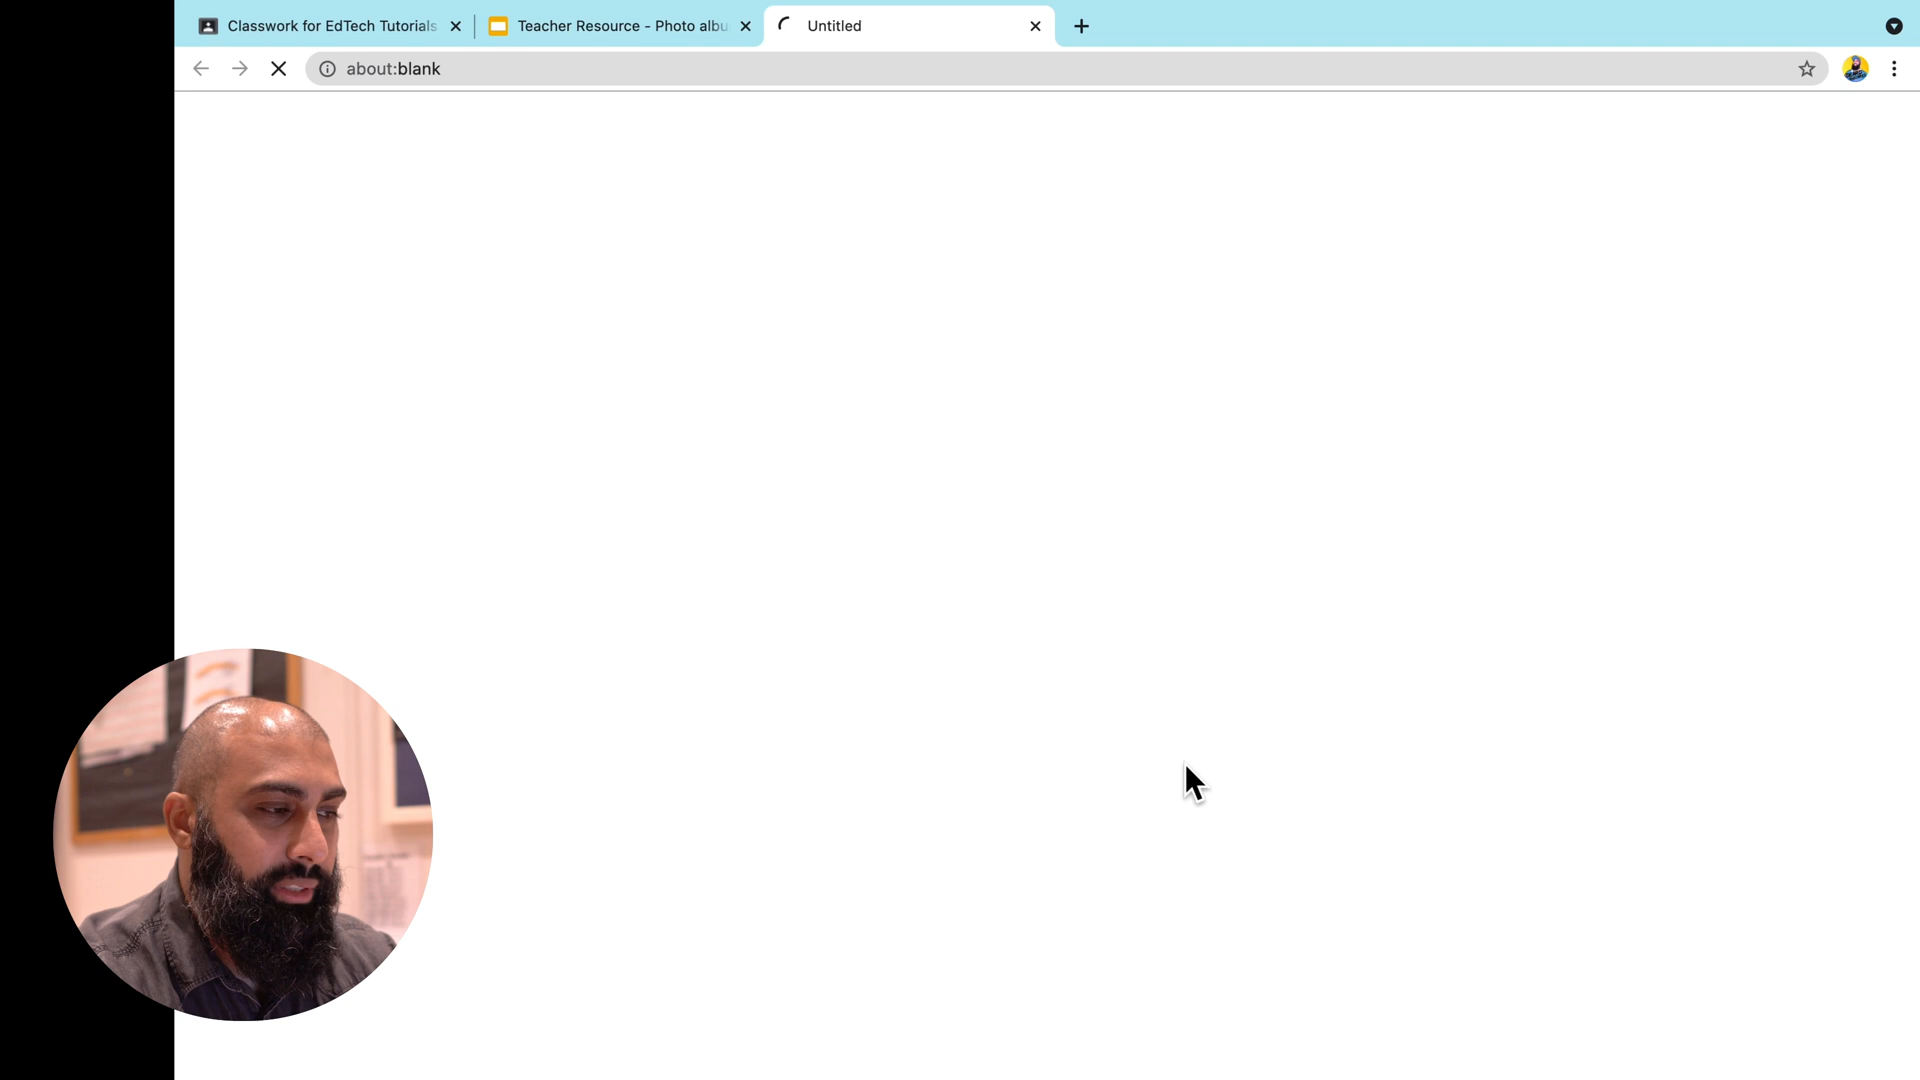 Classwork for EdTech Tutorials
Teacher Resource - Photo albu
Untitled
about:blank